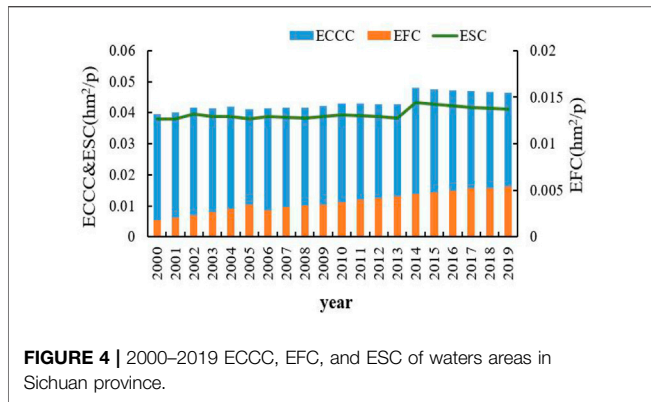 ECCC EFC ESC
0.06
0.05
0.04
0.03
0.02
0.01
0
ECCC&ESC(hm²/p)
0.02
0.015
0.01
0.005
0
EFC(hm²/p)
2000 2001 2002 2003 2004 2005 2006 2007 2008 2009 2010 2011 2012 2013 2014 2015 2016 2017 2018 2019
year
FIGURE 4 | 2000–2019 ECCC, EFC, and ESC of waters areas in
Sichuan province.